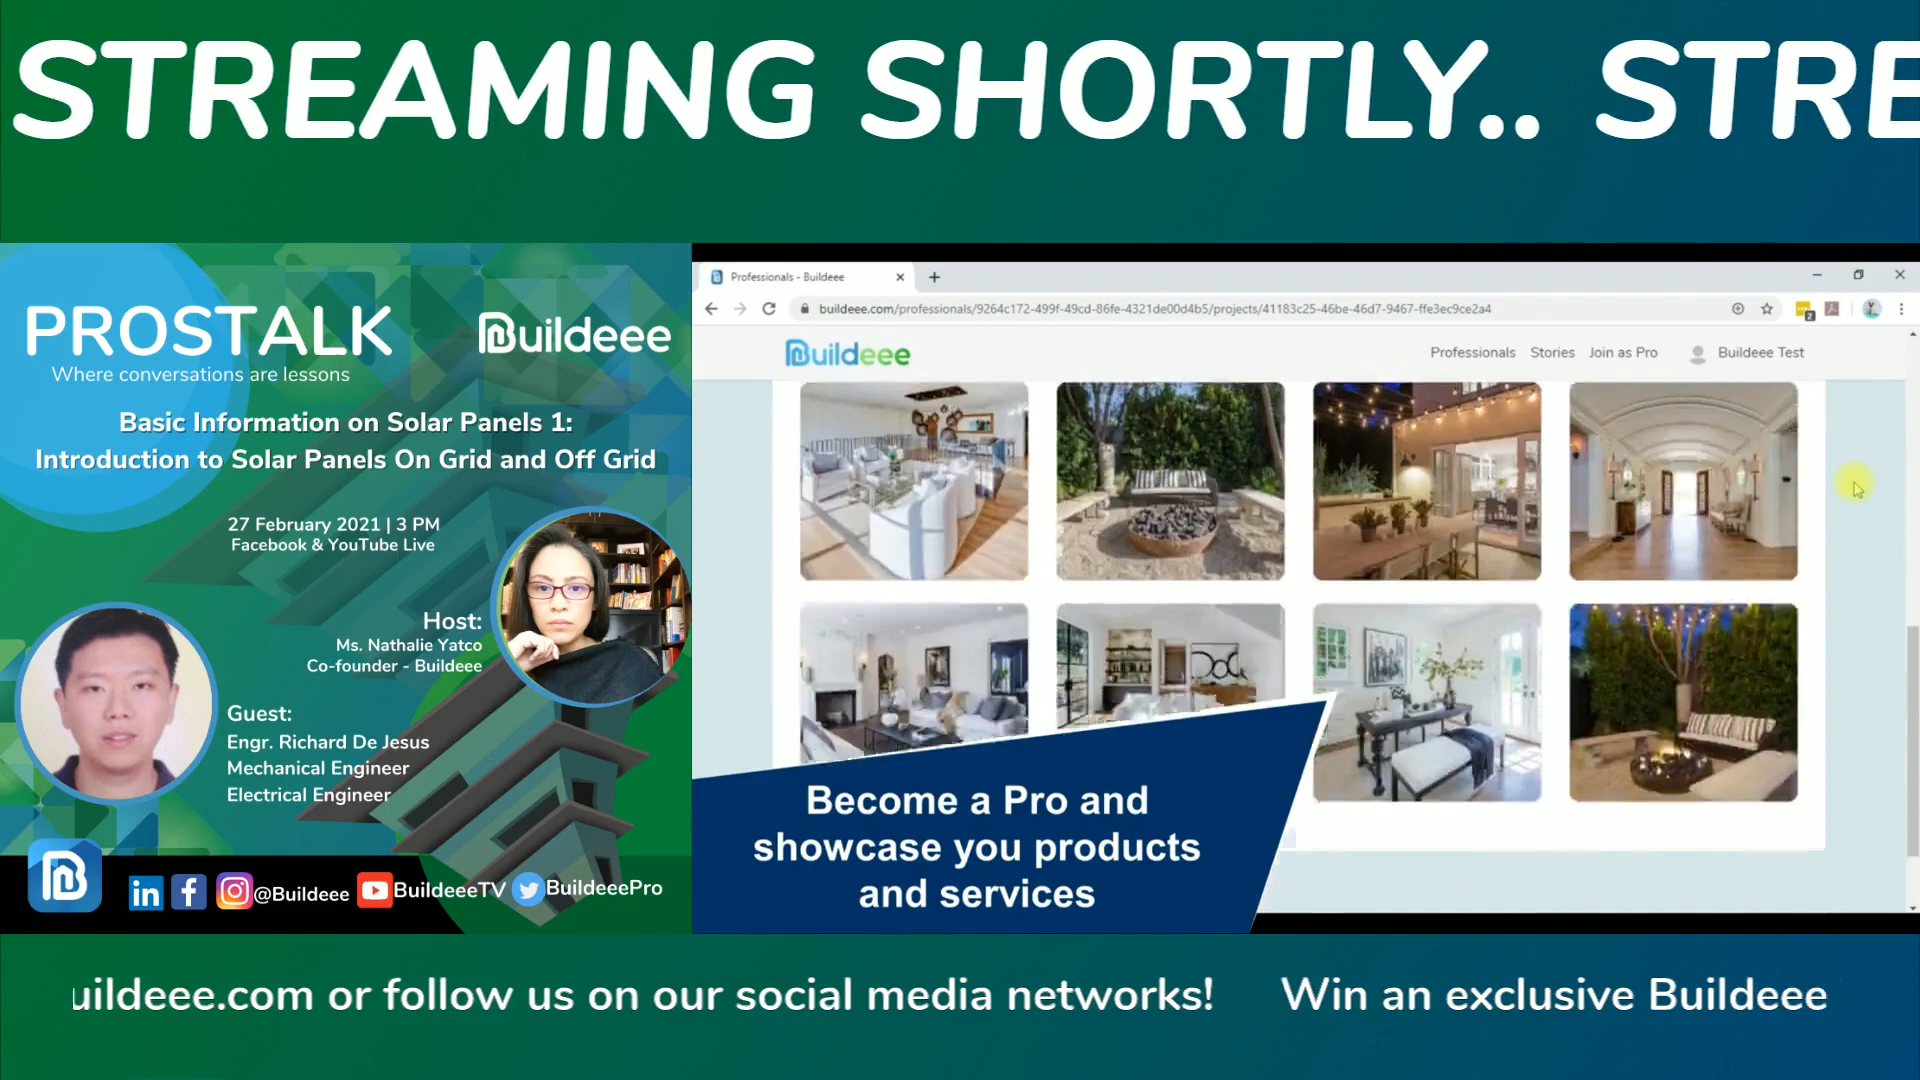 STREAMING SHORTLY.. STRE
PROSTALK
Where conversations are lessons
Buildeee
Basic Information on Solar Panels 1:
Introduction to Solar Panels On Grid and Off Grid
27 February 2021 | 3 PM
Facebook & YouTube Live
Host:
Ms. Nathalie Yatco
Co-founder - Buildeee
Guest:
Engr. Richard De Jesus
Mechanical Engineer
Electrical Engineer
@Buildeee
BuildeeeTV
BuildeeePro
Professionals - Buildeee
buildeee.com/professionals/9264c172-499f-49cd-86fe-4321de00d4b5/projects/41183c25-46be-46d7-9467-ffe3ec9ce2a4
2
Buildeee
Professionals Stories Join as Pro Buildeee Test
Become a Pro and
showcase you products
and services
uildeee.com or follow us on our social media networks! Win an exclusive Buildeee